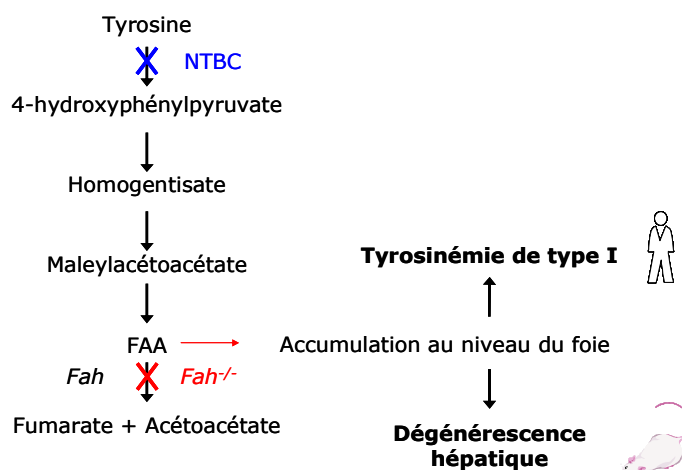 Tyrosine
NTBC
4-hydroxyphénylpyruvate
Homogentisate
Maleylacétoacétate
Tyrosinémie de type I
FAA
Accumulation au niveau du foie
Fah
Fah-/-
Fumarate + Acétoacétate
Dégénérescence
hépatique